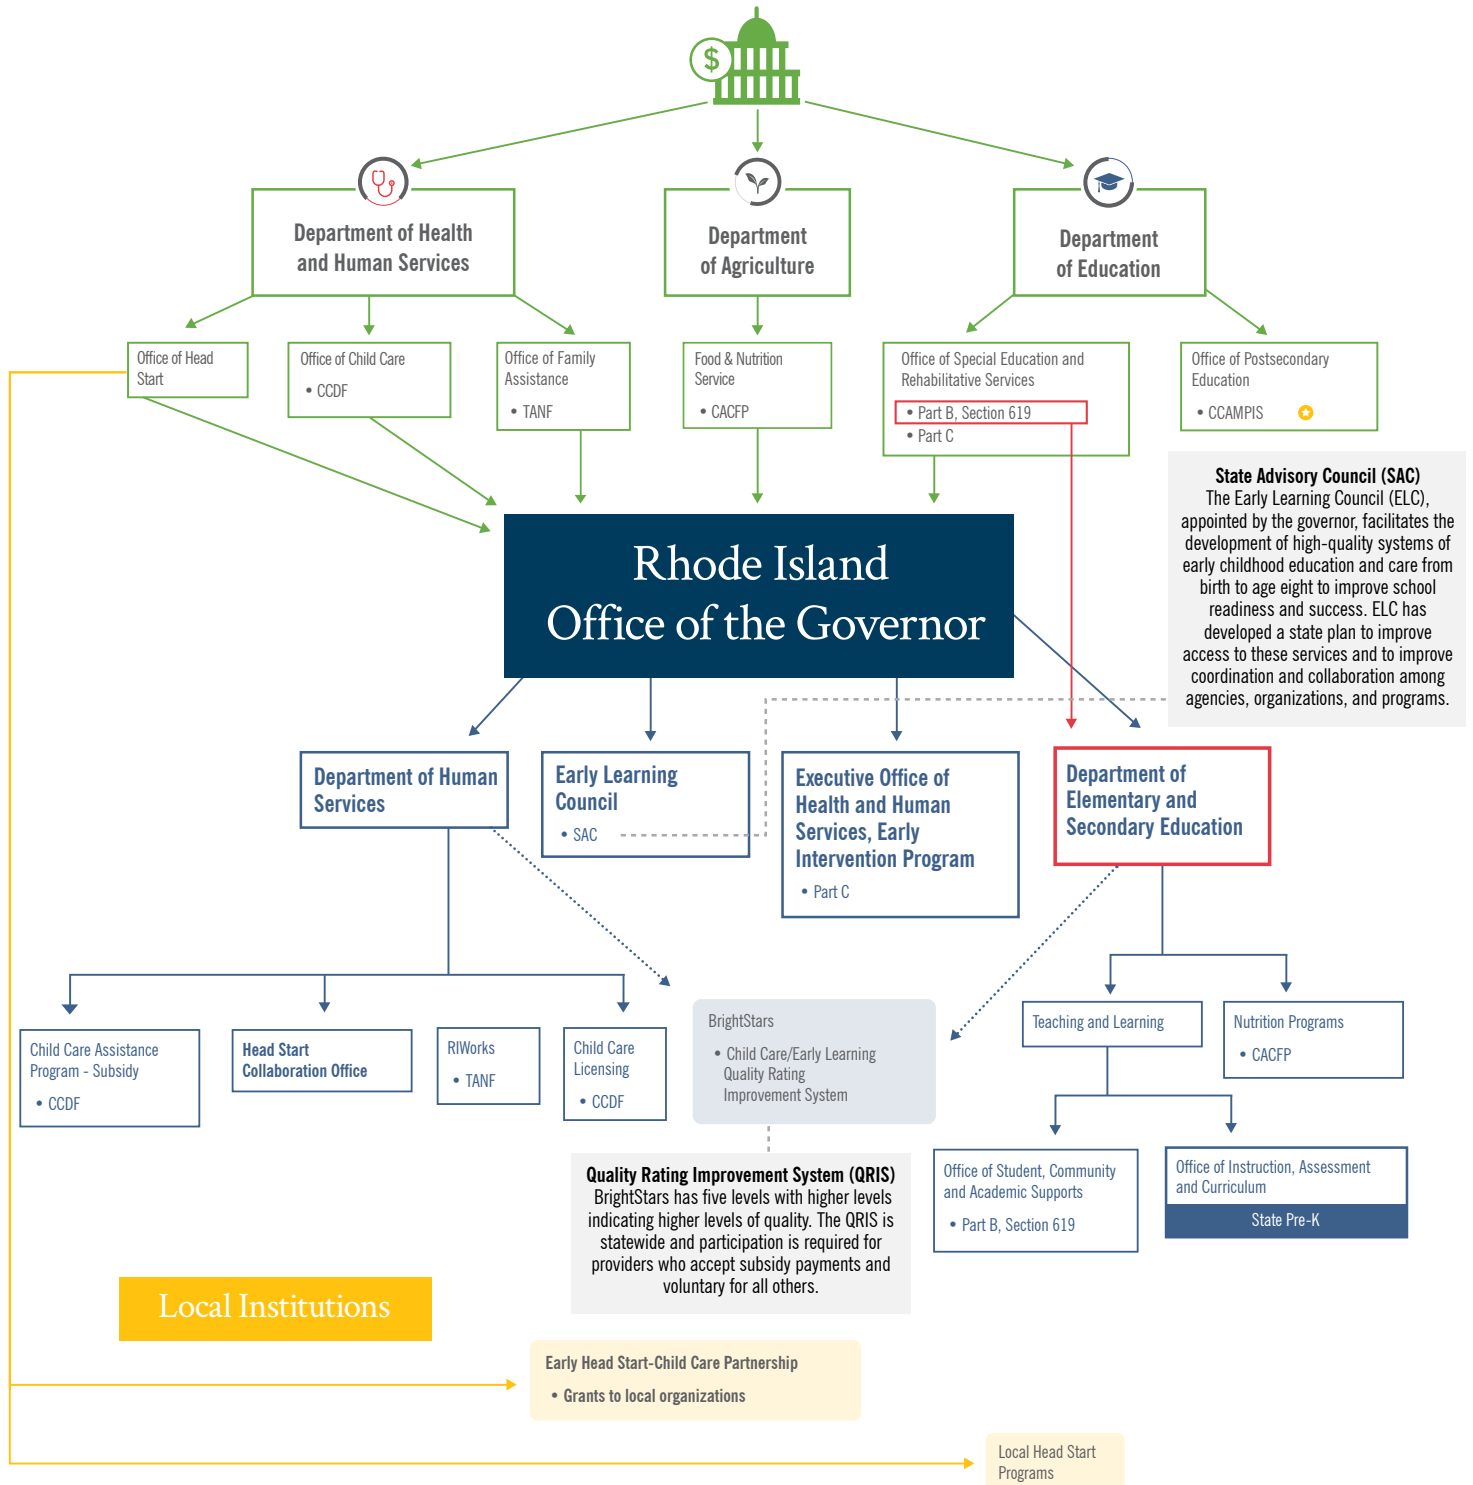 $
Department of Health
and Human Services
Department
of Agriculture
Department
of Education
Office of Head
Start
Office of Child Care
• CCDF
Office of Family
Assistance
• TANF
Food & Nutrition
Service
• CACFP
Office of Special Education and
Rehabilitative Services
• Part B, Section 619
• Part C
Office of Postsecondary
Education
• CCAMPIS
State Advisory Council (SAC)
The Early Learning Council (ELC),
appointed by the governor, facilitates the
development of high-quality systems of
early childhood education and care from
birth to age eight to improve school
readiness and success. ELC has
developed a state plan to improve
access to these services and to improve
coordination and collaboration among
agencies, organizations, and programs.
Rhode Island
Office of the Governor
Department of Human
Services
Early Learning
Council
• SAC
Executive Office of
Health and Human
Services, Early
Intervention Program
• Part C
Department of
Elementary and
Secondary Education
Child Care Assistance
Program - Subsidy
• CCDF
Head Start
Collaboration Office
RIWorks
• TANF
Child Care
Licensing
• CCDF
BrightStars
• Child Care/Early Learning
Quality Rating
Improvement System
Teaching and Learning
Nutrition Programs
• CACFP
Quality Rating Improvement System (QRIS)
BrightStars has five levels with higher levels
indicating higher levels of quality. The QRIS is
statewide and participation is required for
providers who accept subsidy payments and
voluntary for all others.
Office of Student, Community
and Academic Supports
• Part B, Section 619
Office of Instruction, Assessment
and Curriculum
State Pre-K
Local Institutions
Early Head Start-Child Care Partnership
• Grants to local organizations
Local Head Start
Programs